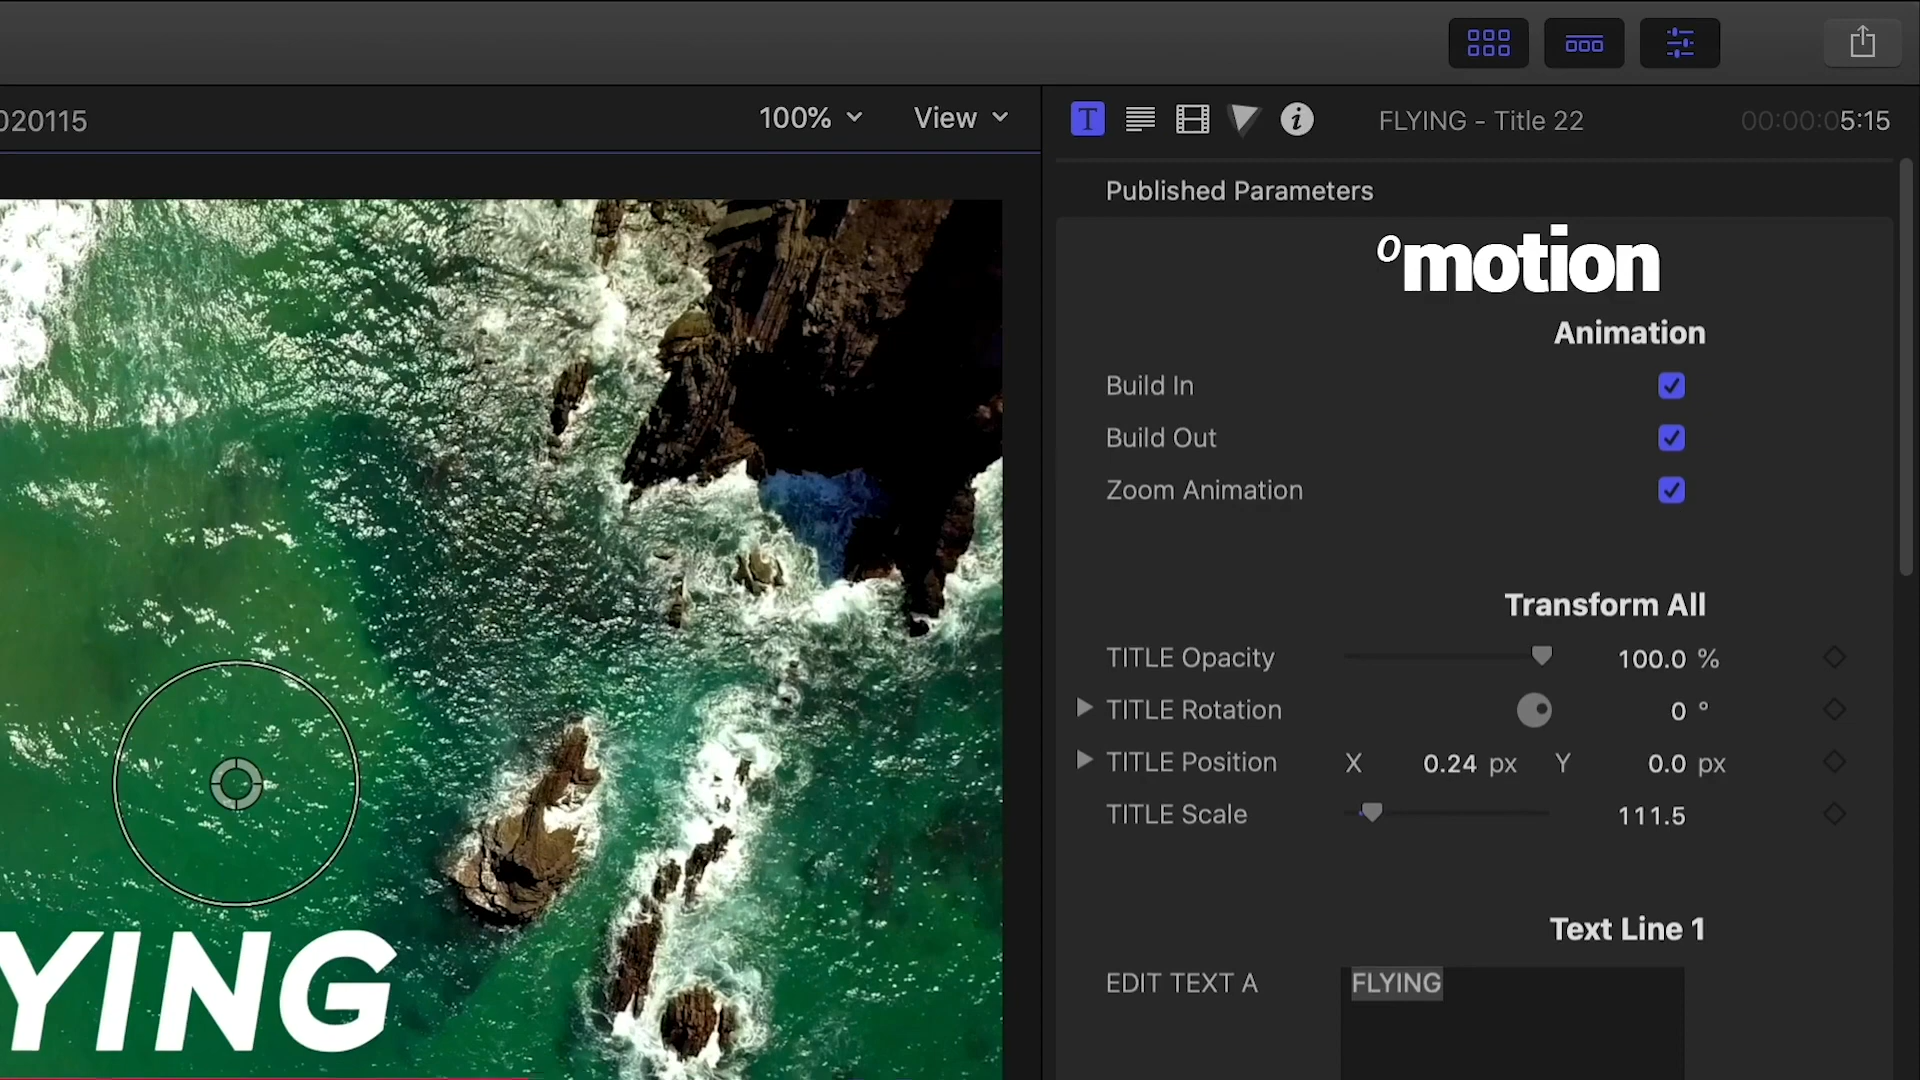 020115
100%
View
FLYING - Title 22
00:00:05:15
Published Parameters
omotion
Animation
Build In
Build Out
Zoom Animation
Transform All
TITLE Opacity
100.0 %
TITLE Rotation
0 °
TITLE Position X 0.24 px Y 0.0 px
TITLE Scale
111.5
Text Line 1
EDIT TEXT A
FLYING
YING